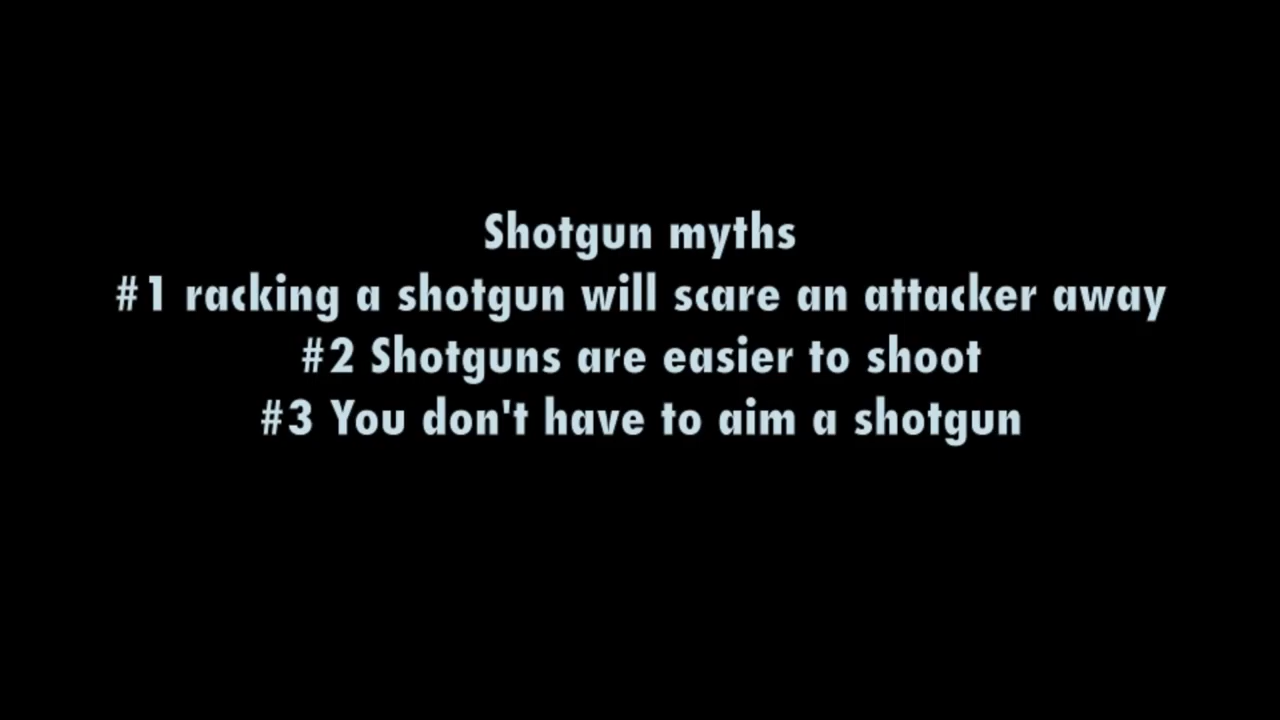 Shotgun myths
#1 racking a shotgun will scare an attacker away
#2 Shotguns are easier to shoot
#3 You don't have to aim a shotgun